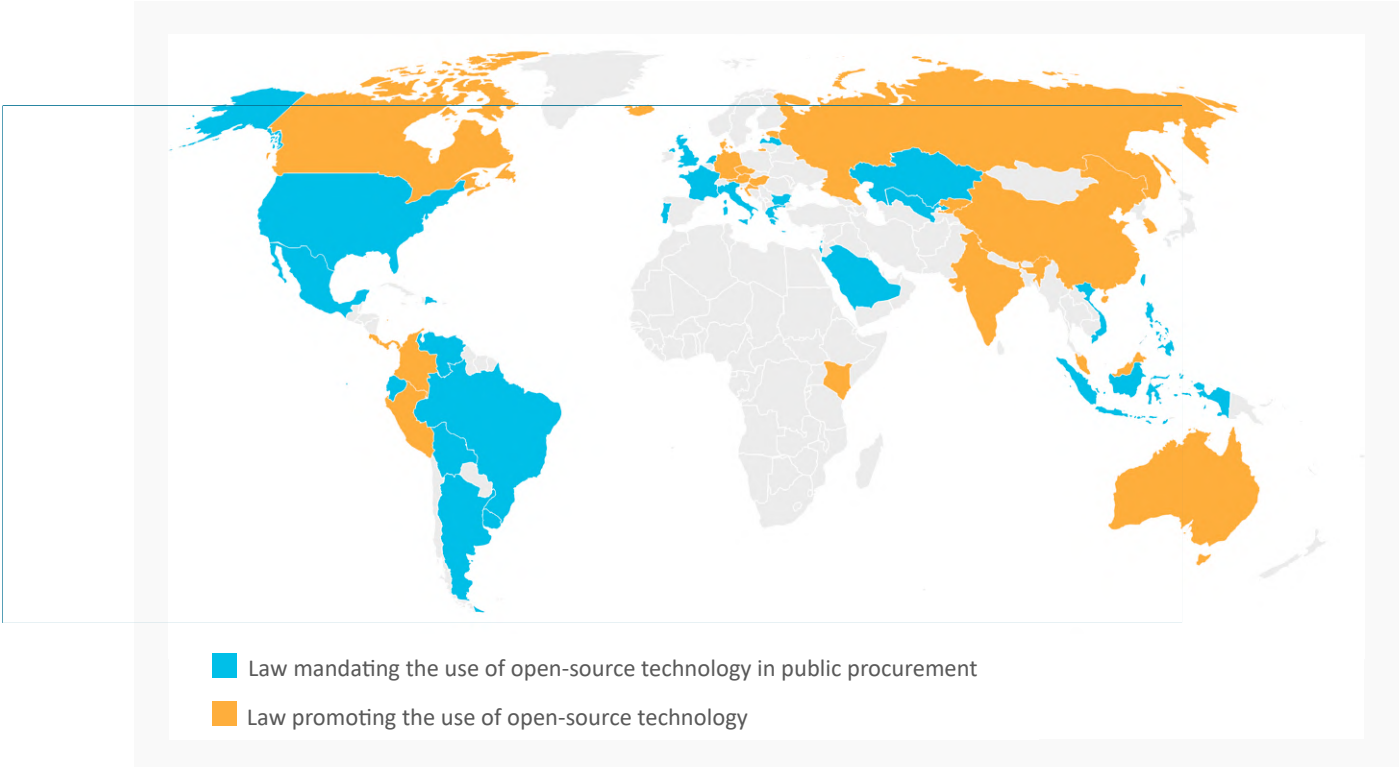 Law mandating the use of open-source technology in public procurement
Law promoting the use of open-source technology